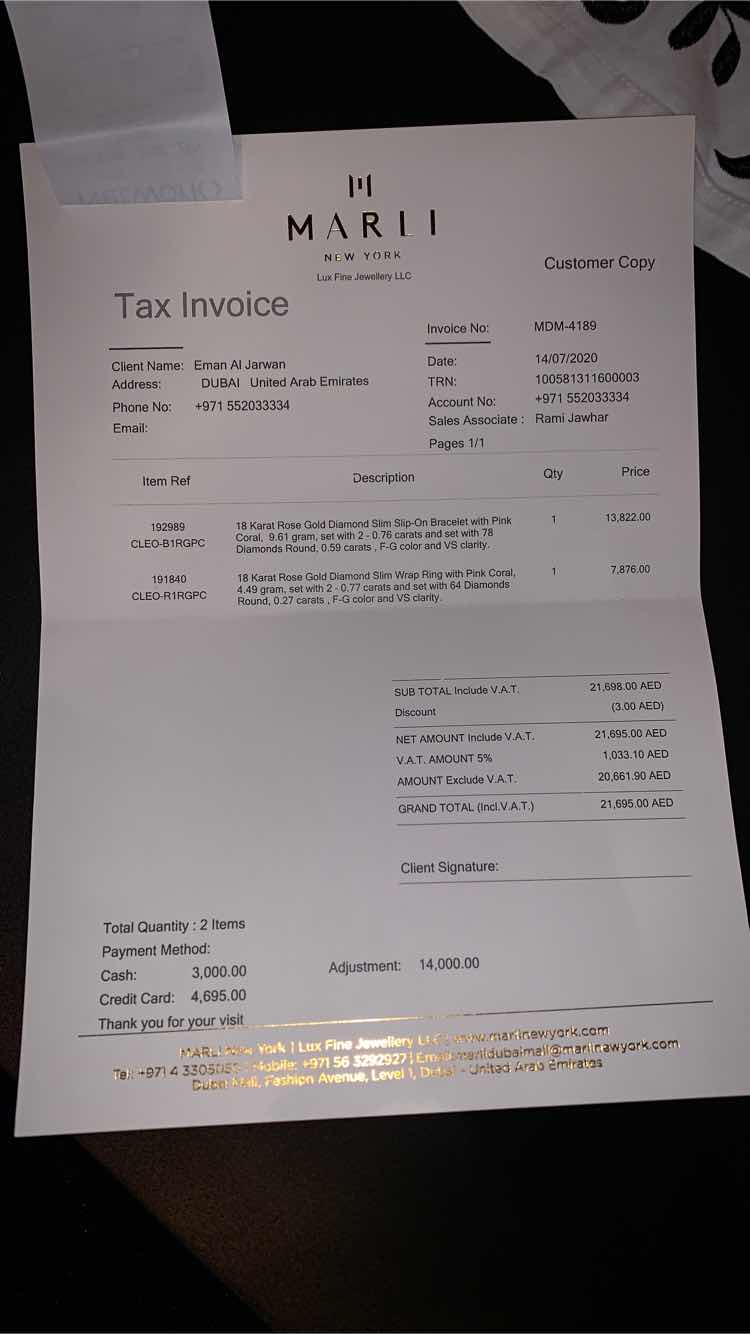 MARLI
NEW YORK
Lux Fine Jewellery LLC
Customer Copy
Tax Invoice
Invoice No: MDM-4189
Client Name: Eman Al Jarwan
Date: 14/07/2020
Address: DUBAI United Arab Emirates
TRN: 100581311600003
Phone No: +971 552033334
Account No: +971 552033334
Email:
Sales Associate : Rami Jawhar
Pages 1/1
Item Ref Description Qty Price
192989
CLEO-B1RGPC
18 Karat Rose Gold Diamond Slim Slip-On Bracelet with Pink
Coral, 9.61 gram, set with 2 - 0.76 carats and set with 78
Diamonds Round, 0.59 carats , F-G color and VS clarity.
1 13,822.00
191840
CLEO-R1RGPC
18 Karat Rose Gold Diamond Slim Wrap Ring with Pink Coral,
4.49 gram, set with 2 - 0.77 carats and set with 64 Diamonds
Round, 0.27 carats , F-G color and VS clarity.
1 7,876.00
SUB TOTAL Include V.A.T. 21,698.00 AED
Discount (3.00 AED)
NET AMOUNT Include V.A.T. 21,695.00 AED
V.A.T. AMOUNT 5% 1,033.10 AED
AMOUNT Exclude V.A.T. 20,661.90 AED
GRAND TOTAL (Incl.V.A.T.) 21,695.00 AED
Client Signature:
Total Quantity : 2 Items
Payment Method:
Cash: 3,000.00 Adjustment: 14,000.00
Credit Card: 4,695.00
Thank you for your visit
MARLI New York | Lux Fine Jewellery LLC | www.marlinewyork.com
Tel: +971 4 | Mobile: +971 56 3292927 | Email: marlidubaimall@marlinewyork.com
Dubai Mall, Fashion Avenue, Level 1, Dubai - United Arab Emirates